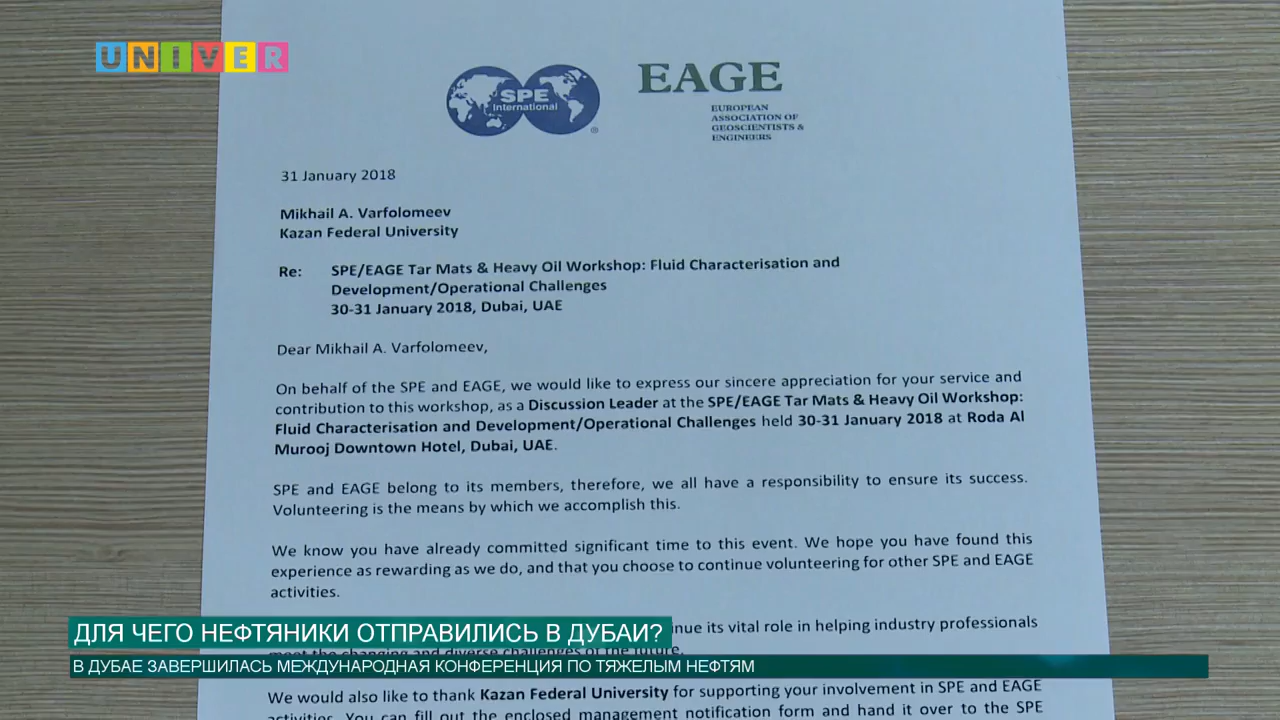 UNIVER
SPE
International
®
EAGE
EUROPEAN
ASSOCIATION OF
GEOSCIENTISTS &
ENGINEERS
31 January 2018
Mikhail A. Varfolomeev
Kazan Federal University
Re: SPE/EAGE Tar Mats & Heavy Oil Workshop: Fluid Characterisation and
Development/Operational Challenges
30-31 January 2018, Dubai, UAE
Dear Mikhail A. Varfolomeev,
On behalf of the SPE and EAGE, we would like to express our sincere appreciation for your service and
contribution to this workshop, as a Discussion Leader at the SPE/EAGE Tar Mats & Heavy Oil Workshop:
Fluid Characterisation and Development/Operational Challenges held 30-31 January 2018 at Roda Al
Murooj Downtown Hotel, Dubai, UAE.
SPE and EAGE belong to its members, therefore, we all have a responsibility to ensure its success.
Volunteering is the means by which we accomplish this.
We know you have already committed significant time to this event. We hope you have found this
experience as rewarding as we do, and that you choose to continue volunteering for other SPE and EAGE
activities.
its vital role in helping industry professionals
meet the changing and diverse challenges of the future.
ДЛЯ ЧЕГО НЕФТЯНИКИ ОТПРАВИЛИСЬ В ДУБАИ?
В ДУБАЕ ЗАВЕРШИЛАСЬ МЕЖДУНАРОДНАЯ КОНФЕРЕНЦИЯ ПО ТЯЖЕЛЫМ НЕФТЯМ
We would also like to thank Kazan Federal University for supporting your involvement in SPE and EAGE
activities. You can fill out the enclosed management notification form and hand it over to the SPE